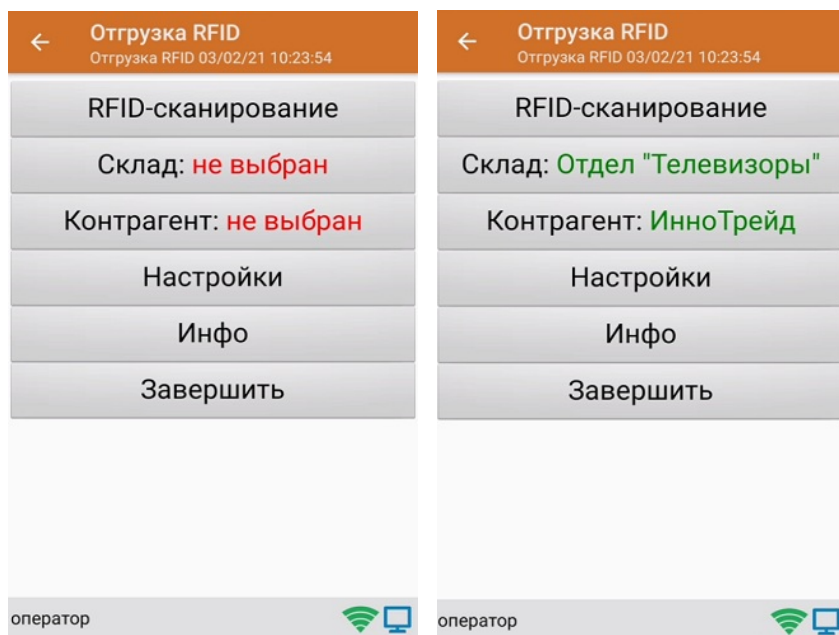 Отгрузка RFID
Отгрузка RFID 03/02/21 10:23:54
RFID-сканирование
Склад: не выбран
Контрагент: не выбран
Настройки
Инфо
Завершить
оператор
Отгрузка RFID
Отгрузка RFID 03/02/21 10:23:54
RFID-сканирование
Склад: Отдел "Телевизоры"
Контрагент: ИнноТрейд
Настройки
Инфо
Завершить
оператор